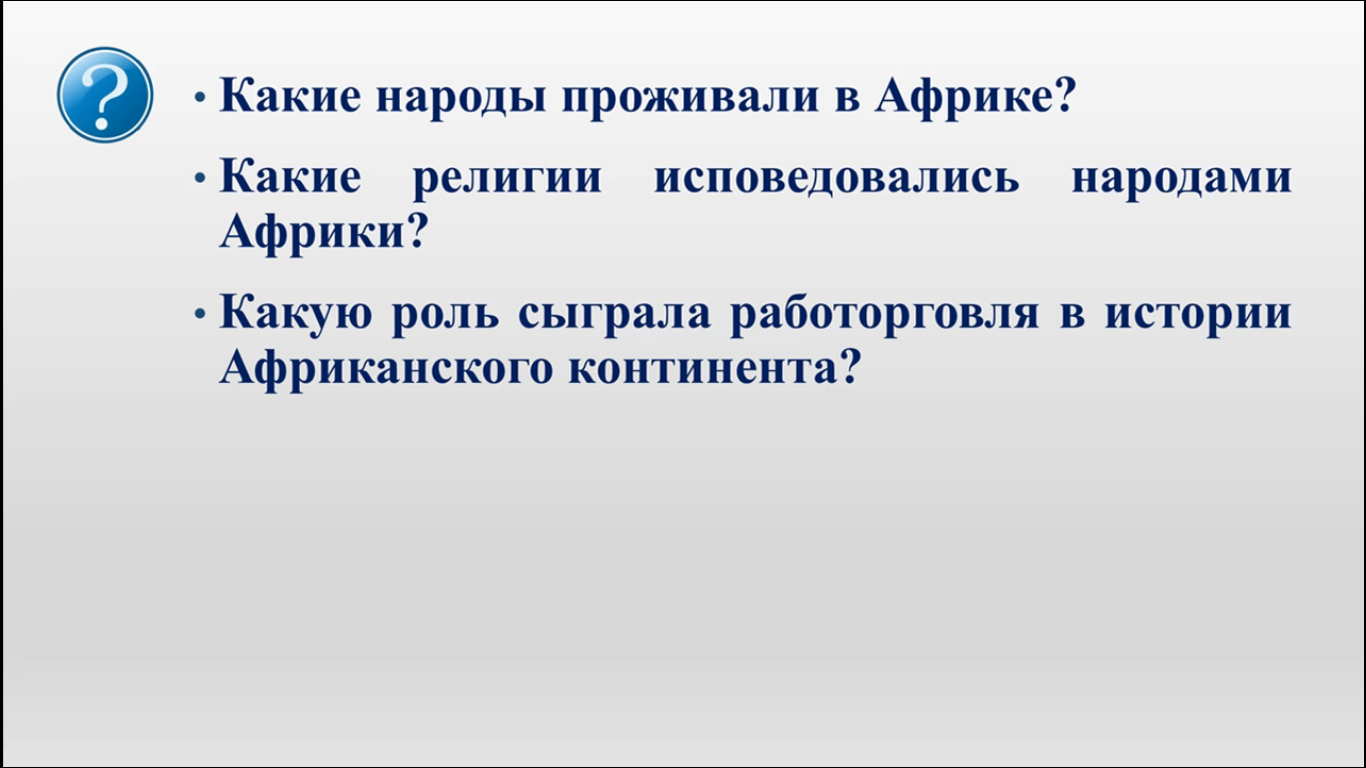 • Какие народы проживали в Африке?
• Какие религии исповедовались народами
Африки?
• Какую роль сыграла работорговля в истории
Африканского континента?